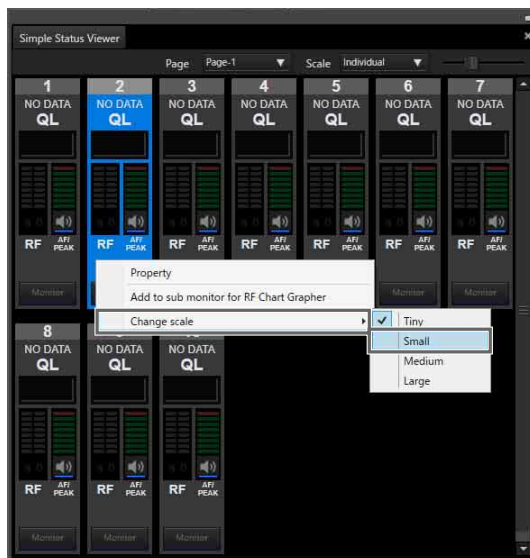 Simple Status Viewer
Page Page-1 Scale Individual
1 2 3 4 5 6 7
NO DATA NO DATA NO DATA NO DATA NO DATA NO DATA NO DATA
QL QL QL QL QL QL QL
RF AF/PEAK RF AF/PEAK RF AF/PEAK RF AF/PEAK RF AF/PEAK RF AF/PEAK RF AF/PEAK
Monitor Monitor Monitor
Property
Add to sub monitor for RF Chart Grapher
Change scale
Tiny
Small
Medium
Large
8
NO DATA NO DATA NO DATA
QL QL QL
RF AF/PEAK RF AF/PEAK RF AF/PEAK
Monitor Monitor Monitor